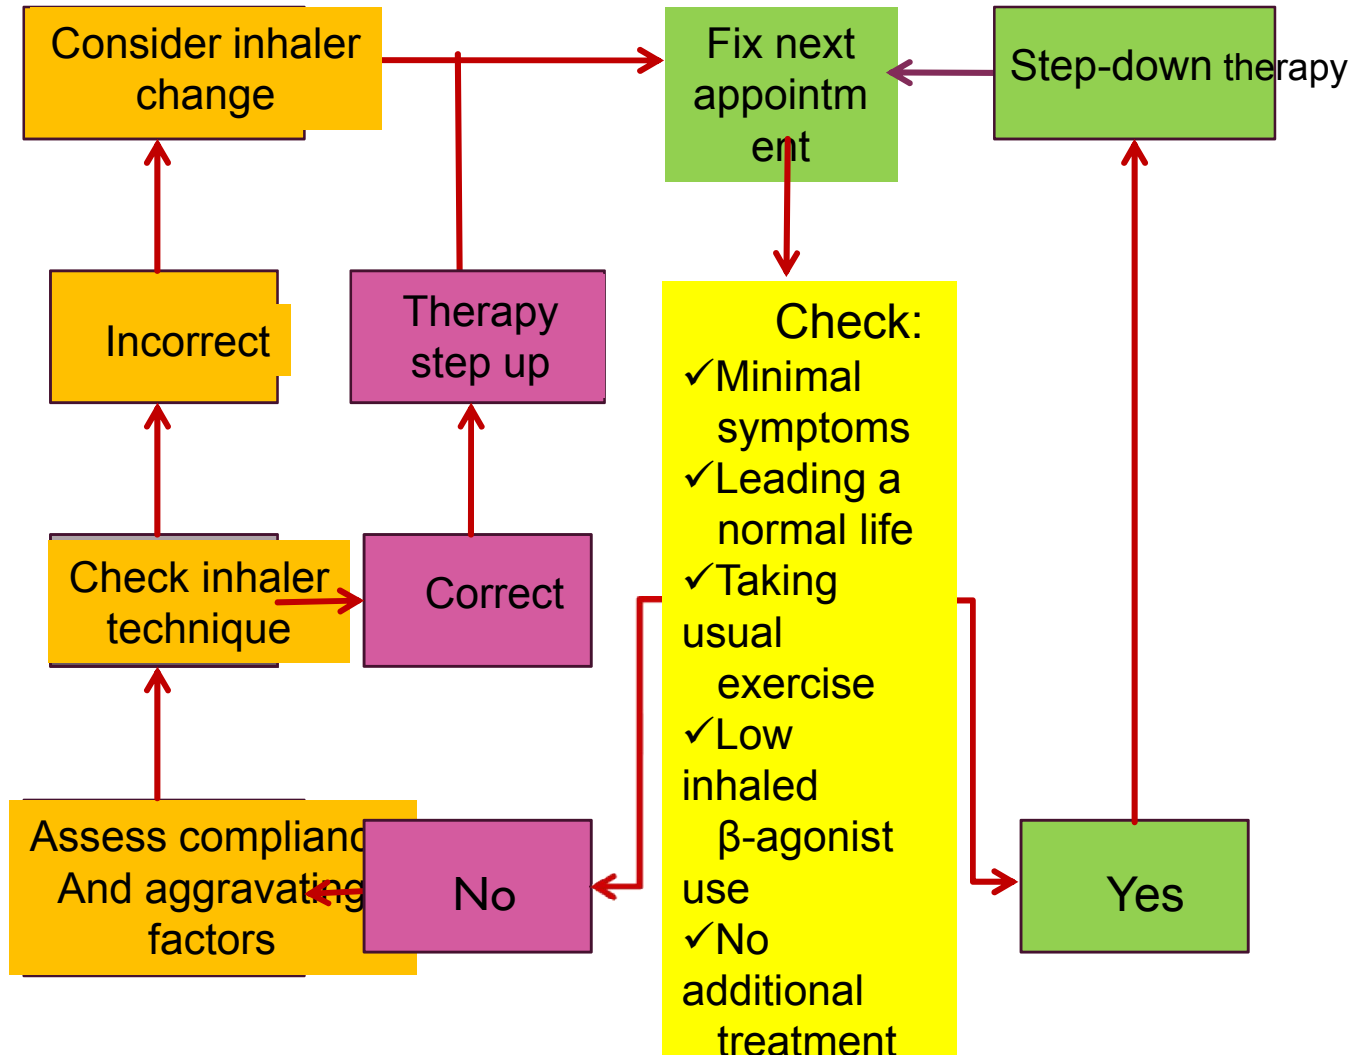 Consider inhaler
change
Fix next
appointm
ent
Step-down therapy
Incorrect
Therapy
step up
Check:
✓Minimal
symptoms
✓Leading a
normal life
✓Taking
usual
exercise
✓Low
inhaled
β-agonist
use
✓No
additional
treatment
Check inhaler
technique
Correct
Assess complianc
And aggravating
factors
No
Yes